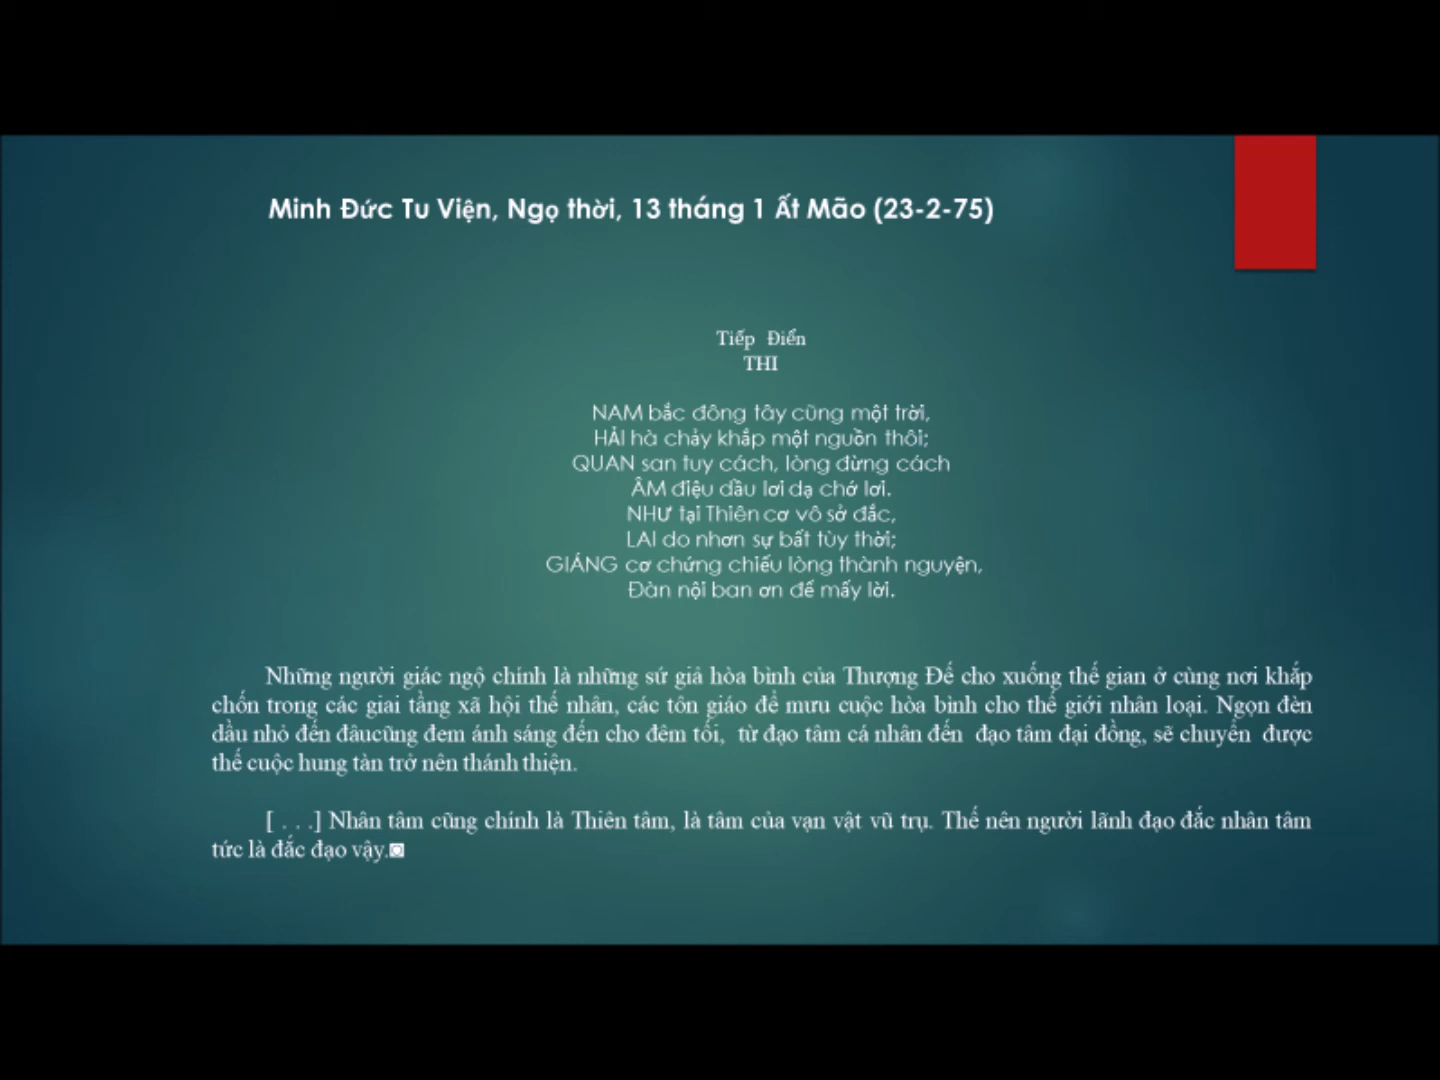 Minh Đức Tu Viện, Ngọ thời, 13 tháng 1 Ất Mão (23-2-75)
Tiếp Điển
THI
NAM bắc đông tây cũng một trời,
HẢI hà chảy khắp một nguồn thôi;
QUAN san tuy cách, lòng đừng cách
ÂM điệu dầu lơi dạ chớ lơi.
NHƯ tại Thiên cơ vô sở đắc,
LAI do nhơn sự bất tùy thời;
GIÁNG cơ chứng chiếu lòng thành nguyện,
Đàn nội ban ơn để mấy lời.
Những người giác ngộ chính là những sứ giả hòa bình của Thượng Đế cho xuống thế gian ở cùng nơi khắp
chốn trong các giai tầng xã hội thế nhân, các tôn giáo để mưu cuộc hòa bình cho thế giới nhân loại. Ngọn đèn
dầu nhỏ đến đâucũng đem ánh sáng đến cho đêm tối, từ đạo tâm cá nhân đến đạo tâm đại đồng, sẽ chuyển được
thế cuộc hung tàn trở nên thánh thiện.
[ . . .] Nhân tâm cũng chính là Thiên tâm, là tâm của vạn vật vũ trụ. Thế nên người lãnh đạo đắc nhân tâm
tức là đắc đạo vậy.◙